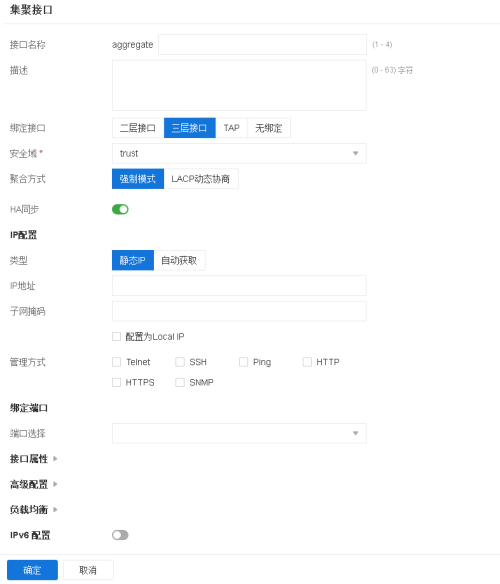 集聚接口
接口名称 aggregate (1 - 4)
描述 (0 - 63) 字符
绑定接口 二层接口 三层接口 TAP 无绑定
安全域 * trust
聚合方式 强制模式 LACP动态协商
HA同步
IP配置
类型 静态IP 自动获取
IP地址
子网掩码
配置为Local IP
管理方式 Telnet SSH Ping HTTP
HTTPS SNMP
绑定端口
端口选择
接口属性
高级配置
负载均衡
IPv6 配置
确定 取消